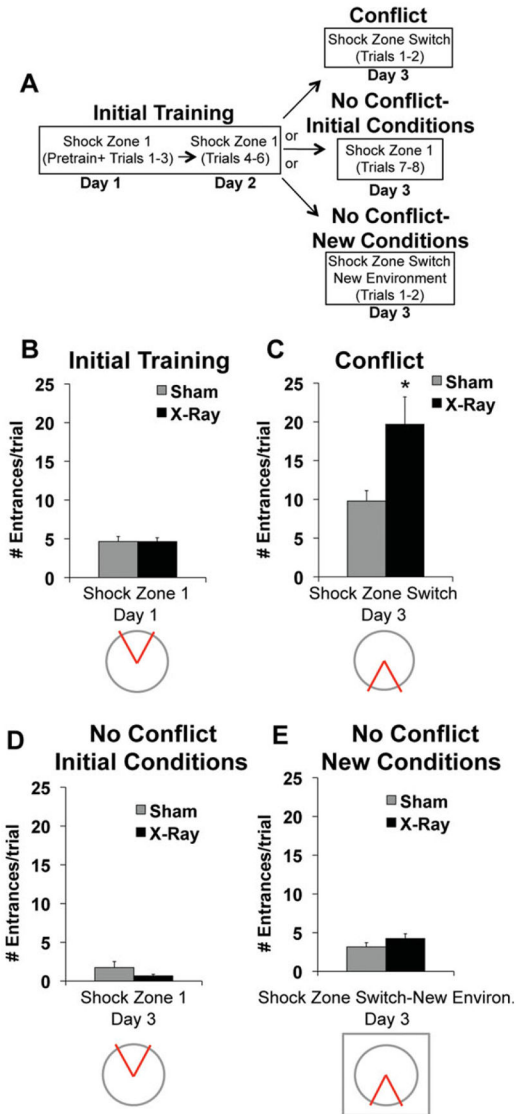 A
Initial Training
Shock Zone 1
(Pretrain+ Trials 1-3)
Day 1
Shock Zone 1
(Trials 4-6)
Day 2
or
or
Conflict
Shock Zone Switch
(Trials 1-2)
Day 3
No Conflict-
Initial Conditions
Shock Zone 1
(Trials 7-8)
Day 3
No Conflict-
New Conditions
Shock Zone Switch
New Environment
(Trials 1-2)
Day 3
B
Initial Training
# Entrances/trial
25
20
15
10
5
0
Sham
X-Ray
Shock Zone 1
Day 1
C
Conflict
# Entrances/trial
25
20
15
10
5
0
*
Sham
X-Ray
Shock Zone Switch
Day 3
D
No Conflict
Initial Conditions
# Entrances/trial
25
20
15
10
5
0
Sham
X-Ray
Shock Zone 1
Day 3
E
No Conflict
New Conditions
# Entrances/trial
25
20
15
10
5
0
Sham
X-Ray
Shock Zone Switch-New Environ.
Day 3